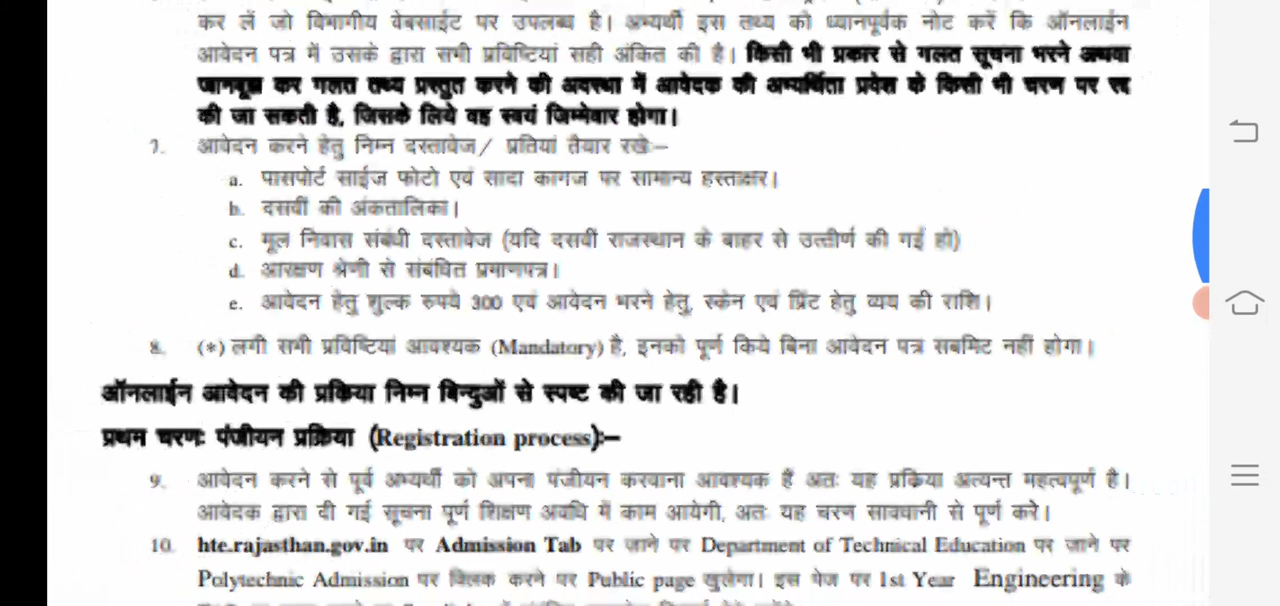 कर लें जो विभागीय वेबसाईट पर उपलब्ध है। अभ्यर्थी इस तथ्य को ध्यानपूर्वक नोट करें कि ऑनलाईन
आवेदन पत्र में उसके द्वारा सभी प्रविष्टियां सही अंकित की है। किसी भी प्रकार से गलत सूचना भरने अथवा
जानबूझ कर गलत तथ्य प्रस्तुत करने की अवस्था में आवेदक की अभ्यर्थिता प्रवेश के किसी भी चरण पर रद्द
की जा सकती है, जिसके लिये वह स्वयं जिम्मेवार होगा।
7. आवेदन करने हेतु निम्न दस्तावेज/ प्रतियां तैयार रखे:–
a. पासपोर्ट साईज फोटो एवं सादा कागज पर सामान्य हस्ताक्षर।
b. दसवीं की अंकतालिका।
c. मूल निवास संबंधी दस्तावेज (यदि दसवीं राजस्थान के बाहर से उत्तीर्ण की गई हो)
d. आरक्षण श्रेणी से संबंधित प्रमाणपत्र।
e. आवेदन हेतु शुल्क रुपये 300 एवं आवेदन भरने हेतु, स्केन एवं प्रिंट हेतु व्यय की राशि।
8. (*) लगी सभी प्रविष्टियां आवश्यक (Mandatory) है, इनको पूर्ण किये बिना आवेदन पत्र सबमिट नहीं होगा।
ऑनलाईन आवेदन की प्रकिया निम्न बिन्दुओं से स्पष्ट की जा रही है।
प्रथम चरण: पंजीयन प्रक्रिया (Registration process):–
9. आवेदन करने से पूर्व अभ्यर्थी को अपना पंजीयन करवाना आवश्यक है अतः यह प्रकिया अत्यन्त महत्वपूर्ण है।
आवेदक द्वारा दी गई सूचना पूर्ण शिक्षण अवधि में काम आयेगी, अतः यह चरण सावधानी से पूर्ण करे।
10. hte.rajasthan.gov.in पर Admission Tab पर जाने पर Department of Technical Education पर जाने पर
Polytechnic Admission पर क्लिक करने पर Public page खुलेगा। इस पेज पर 1st Year Engineering के